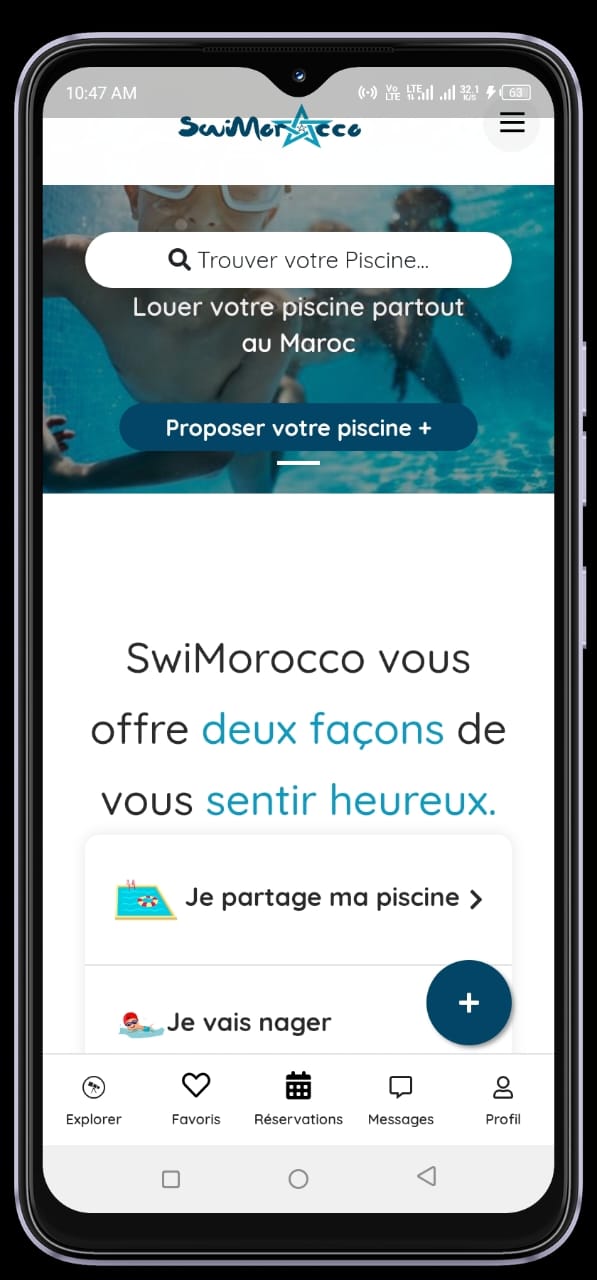 10:47 AM
Vo LTE LTE 32.1 K/S 63
SwiMorocco
Trouver votre Piscine...
Louer votre piscine partout
au Maroc
Proposer votre piscine +
SwiMorocco vous
offre deux façons de
vous sentir heureux.
Je partage ma piscine
Je vais nager
+
Explorer Favoris Réservations Messages Profil